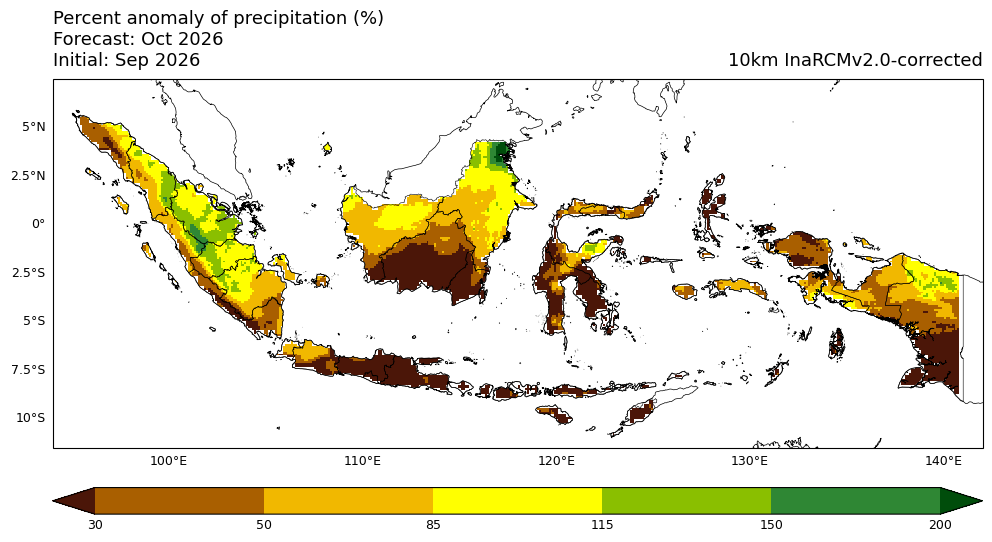 Percent anomaly of precipitation (%)
Forecast: Oct 2026
Initial: Sep 2026
10km InaRCMv2.0-corrected
5°N
2.5°N
0°
2.5°S
5°S
7.5°S
10°S
100°E 110°E 120°E 130°E 140°E
30 50 85 115 150 200